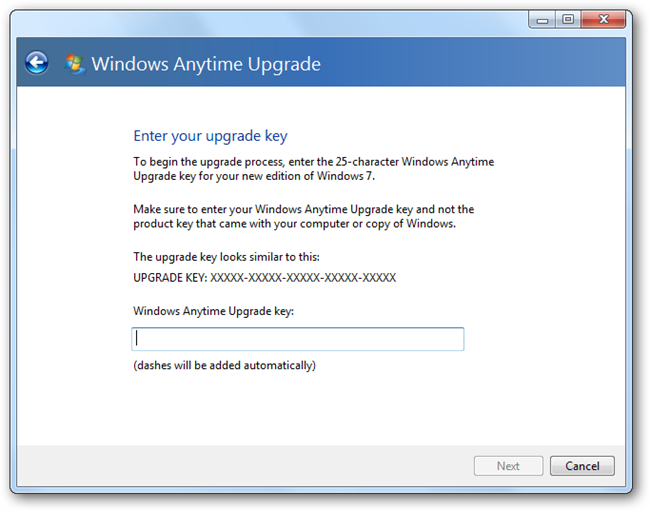 Windows Anytime Upgrade
Enter your upgrade key
To begin the upgrade process, enter the 25-character Windows Anytime
Upgrade key for your new edition of Windows 7.
Make sure to enter your Windows Anytime Upgrade key and not the
product key that came with your computer or copy of Windows.
The upgrade key looks similar to this:
UPGRADE KEY: XXXXX-XXXXX-XXXXX-XXXXX-XXXXX
Windows Anytime Upgrade key:
(dashes will be added automatically)
Next
Cancel